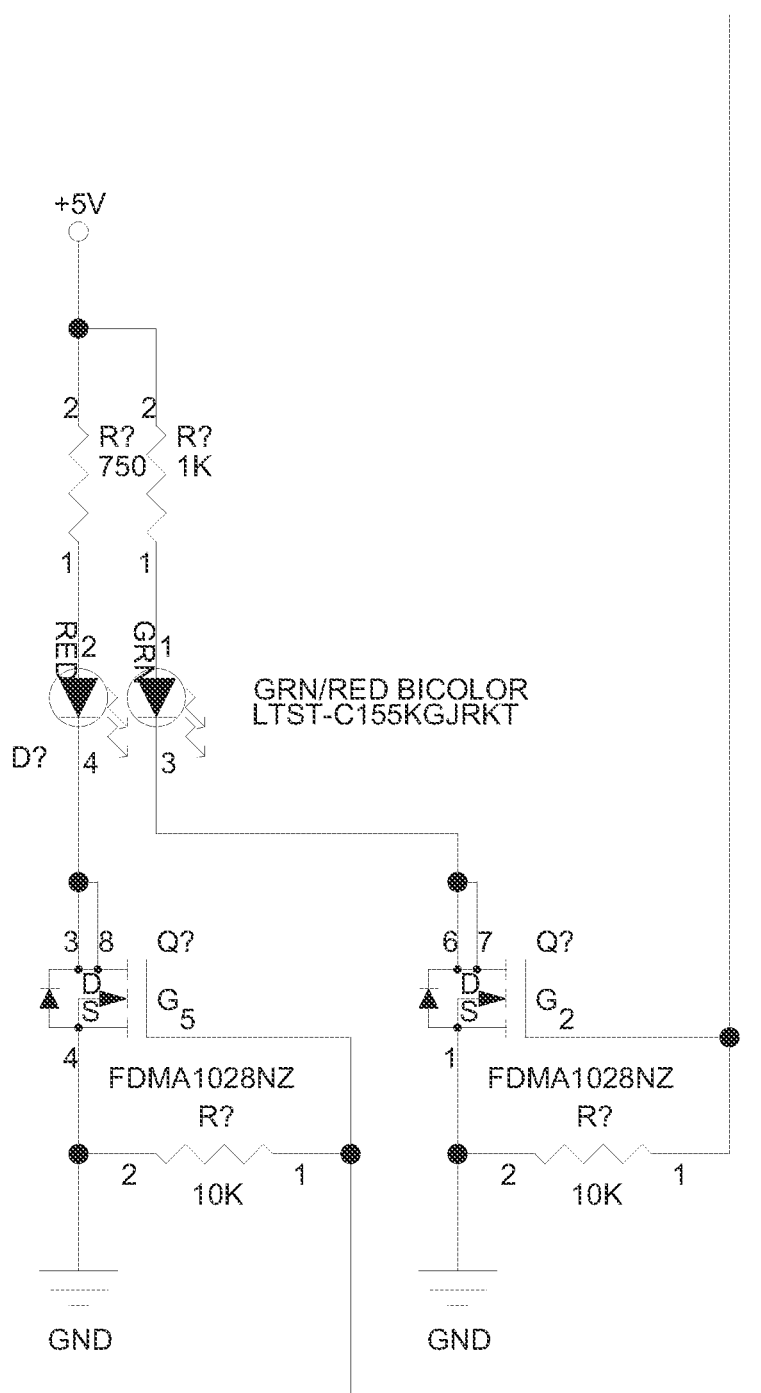 +5V
2
2
R?
R?
750
1K
1
1
RED
2
GRN
1
GRN/RED BICOLOR
LTST-C155KGJRKT
D?
4
3
3
8
Q?
6
7
Q?
D
D
G
G
S
S
5
2
4
1
FDMA1028NZ
FDMA1028NZ
R?
R?
2
1
2
1
10K
10K
GND
GND